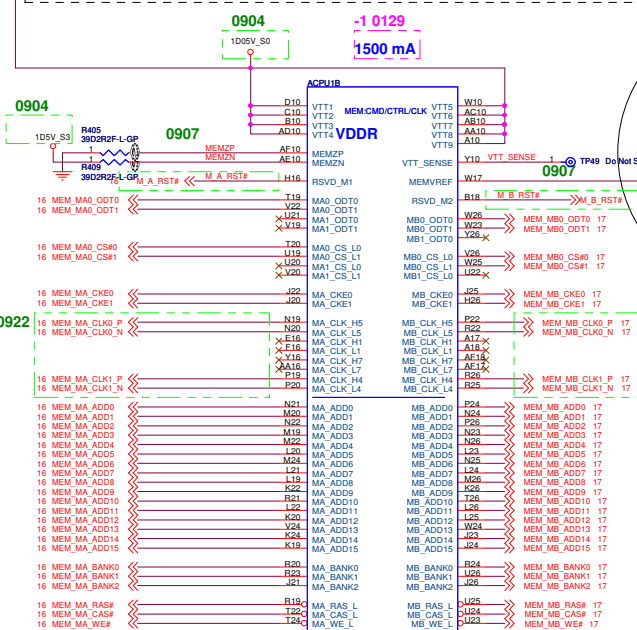 0904 -1 0129
1D05V_S0 1500 mA
ACPU1B
MEM:CMD/CTRL/CLK
VDDR
D10 VTT1 VTT5 W10
C10 VTT2 VTT6 AC10
B10 VTT3 VTT7 AB10
AD10 VTT4 VTT8 AA10
VTT9 A10
0904
1D5V_S3
R405
39D2R2F-L-GP
0907
1 MEMZP AF10 MEMZP
1 MEMZN AE10 MEMZN
R409
39D2R2F-L-GP
VTT_SENSE Y10 VTT_SENSE 1 TP49 Do Not S
0907
16 M_A_RST# M_A_RST# H16 RSVD_M1
MEMVREF W17
RSVD_M2 B18 M_B_RST# M_B_RST#
16 MEM_MA0_ODT0 T19 MA0_ODT0 MB0_ODT0 W26 MEM_MB0_ODT0 17
16 MEM_MA0_ODT1 V22 MA0_ODT1 MB0_ODT1 W23 MEM_MB0_ODT1 17
U21 MA1_ODT0 MB1_ODT0 Y26
V19 MA1_ODT1
16 MEM_MA0_CS#0 T20 MA0_CS_L0 MB0_CS_L0 V26 MEM_MB0_CS#0 17
16 MEM_MA0_CS#1 U19 MA0_CS_L1 MB0_CS_L1 W25 MEM_MB0_CS#1 17
U20 MA1_CS_L0 MB1_CS_L0 U22
V20 MA1_CS_L1
16 MEM_MA_CKE0 J22 MA_CKE0 MB_CKE0 J25 MEM_MB_CKE0 17
16 MEM_MA_CKE1 J20 MA_CKE1 MB_CKE1 H26 MEM_MB_CKE1 17
0922
16 MEM_MA_CLK0_P N19 MA_CLK_H5 MB_CLK_H5 P22 MEM_MB_CLK0_P 17
16 MEM_MA_CLK0_N N20 MA_CLK_L5 MB_CLK_L5 R22 MEM_MB_CLK0_N 17
E16 MA_CLK_H1 MB_CLK_H1 A17
F16 MA_CLK_L1 MB_CLK_L1 A18
Y16 MA_CLK_H7 MB_CLK_H7 AF18
AA16 MA_CLK_L7 MB_CLK_L7 AF17
16 MEM_MA_CLK1_P P19 MA_CLK_H4 MB_CLK_H4 R26 MEM_MB_CLK1_P 17
16 MEM_MA_CLK1_N P20 MA_CLK_L4 MB_CLK_L4 R25 MEM_MB_CLK1_N 17
16 MEM_MA_ADD0 N21 MA_ADD0 MB_ADD0 P24 MEM_MB_ADD0 17
16 MEM_MA_ADD1 M20 MA_ADD1 MB_ADD1 N24 MEM_MB_ADD1 17
16 MEM_MA_ADD2 N22 MA_ADD2 MB_ADD2 P26 MEM_MB_ADD2 17
16 MEM_MA_ADD3 M19 MA_ADD3 MB_ADD3 N23 MEM_MB_ADD3 17
16 MEM_MA_ADD4 M22 MA_ADD4 MB_ADD4 N26 MEM_MB_ADD4 17
16 MEM_MA_ADD5 L20 MA_ADD5 MB_ADD5 L23 MEM_MB_ADD5 17
16 MEM_MA_ADD6 M24 MA_ADD6 MB_ADD6 N25 MEM_MB_ADD6 17
16 MEM_MA_ADD7 L21 MA_ADD7 MB_ADD7 L24 MEM_MB_ADD7 17
16 MEM_MA_ADD8 L19 MA_ADD8 MB_ADD8 M26 MEM_MB_ADD8 17
16 MEM_MA_ADD9 K22 MA_ADD9 MB_ADD9 K26 MEM_MB_ADD9 17
16 MEM_MA_ADD10 R21 MA_ADD10 MB_ADD10 T26 MEM_MB_ADD10 17
16 MEM_MA_ADD11 L22 MA_ADD11 MB_ADD11 L26 MEM_MB_ADD11 17
16 MEM_MA_ADD12 K20 MA_ADD12 MB_ADD12 L25 MEM_MB_ADD12 17
16 MEM_MA_ADD13 V24 MA_ADD13 MB_ADD13 W24 MEM_MB_ADD13 17
16 MEM_MA_ADD14 K24 MA_ADD14 MB_ADD14 J23 MEM_MB_ADD14 17
16 MEM_MA_ADD15 K19 MA_ADD15 MB_ADD15 J24 MEM_MB_ADD15 17
16 MEM_MA_BANK0 R20 MA_BANK0 MB_BANK0 R24 MEM_MB_BANK0 17
16 MEM_MA_BANK1 R23 MA_BANK1 MB_BANK1 U26 MEM_MB_BANK1 17
16 MEM_MA_BANK2 J21 MA_BANK2 MB_BANK2 J26 MEM_MB_BANK2 17
16 MEM_MA_RAS# R19 MA_RAS_L MB_RAS_L U25 MEM_MB_RAS# 17
16 MEM_MA_CAS# T22 MA_CAS_L MB_CAS_L U24 MEM_MB_CAS# 17
16 MEM_MA_WE# T24 MA_WE_L MB_WE_L U23 MEM_MB_WE# 17